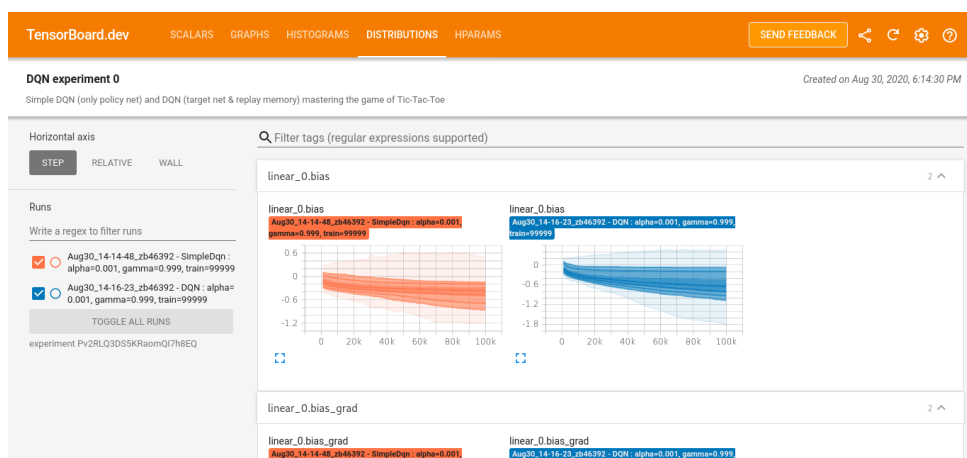 TensorBoard.dev SCALARS GRAPHS HISTOGRAMS DISTRIBUTIONS HPARAMS SEND FEEDBACK
DQN experiment 0
Created on Aug 30, 2020, 6:14:30 PM
Simple DQN (only policy net) and DQN (target net & replay memory) mastering the game of Tic-Tac-Toe
Horizontal axis
STEP RELATIVE WALL
Runs
Write a regex to filter runs
Aug30_14-14-48_zb46392 - SimpleDqn :
alpha=0.001, gamma=0.999, train=99999
Aug30_14-16-23_zb46392 - DQN : alpha=
0.001, gamma=0.999, train=99999
TOGGLE ALL RUNS
experiment Pv2RLQ3DS5KRaomQI7h8EQ
Filter tags (regular expressions supported)
linear_0.bias 2
linear_0.bias
Aug30_14-14-48_zb46392 - SimpleDqn : alpha=0.001,
gamma=0.999, train=99999
0.6
0
-0.6
-1.2
0 20k 40k 60k 80k 100k
linear_0.bias
Aug30_14-16-23_zb46392 - DQN : alpha=0.001, gamma=0.999,
train=99999
0
-0.6
-1.2
-1.8
0 20k 40k 60k 80k 100k
linear_0.bias_grad 2
linear_0.bias_grad
Aug30_14-14-48_zb46392 - SimpleDqn : alpha=0.001,
linear_0.bias_grad
Aug30_14-16-23_zb46392 - DQN : alpha=0.001, gamma=0.999,